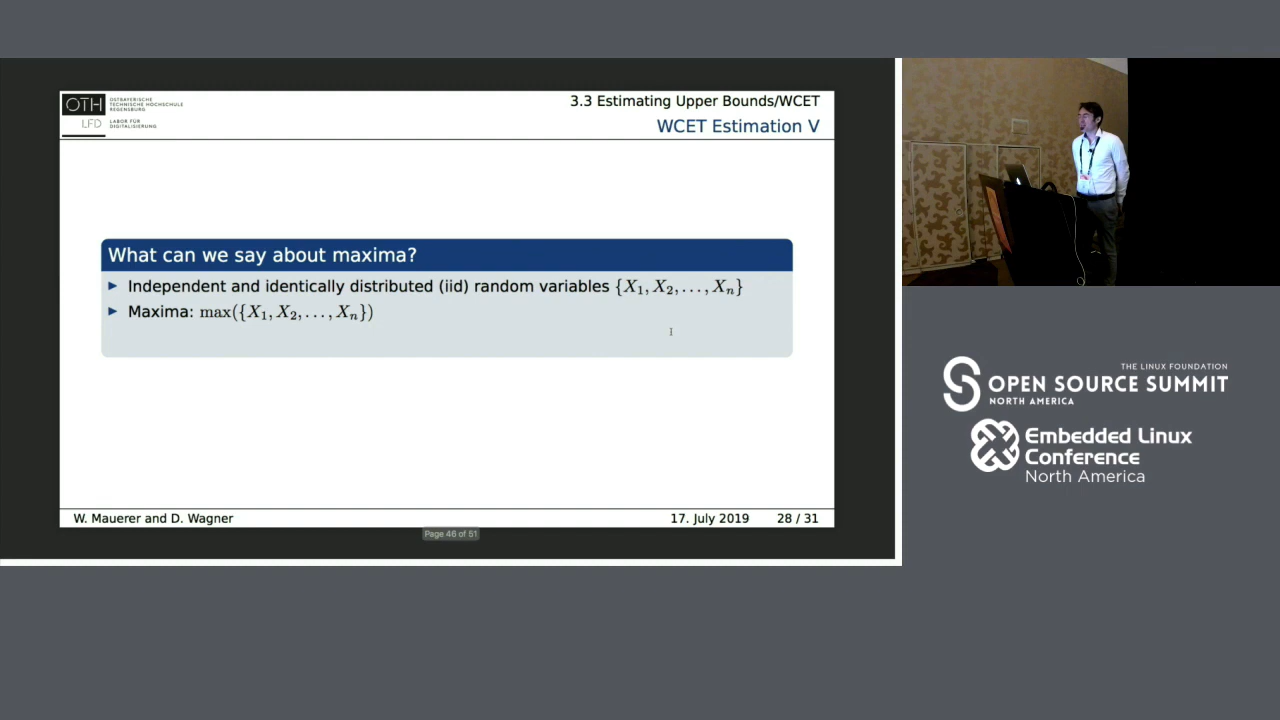 OTH
OSTBAYERISCHE
TECHNISCHE HOCHSCHULE
REGENSBURG
LFD
LABOR FÜR
DIGITALISIERUNG
3.3 Estimating Upper Bounds/WCET
WCET Estimation V
What can we say about maxima?
Independent and identically distributed (iid) random variables {X₁, X₂, . . . , Xₙ}
Maxima: max({X₁, X₂, . . . , Xₙ})
W. Mauerer and D. Wagner
17. July 2019 28 / 31
Page 46 of 51
THE LINUX FOUNDATION
OPEN SOURCE SUMMIT
NORTH AMERICA
Embedded Linux
Conference
North America